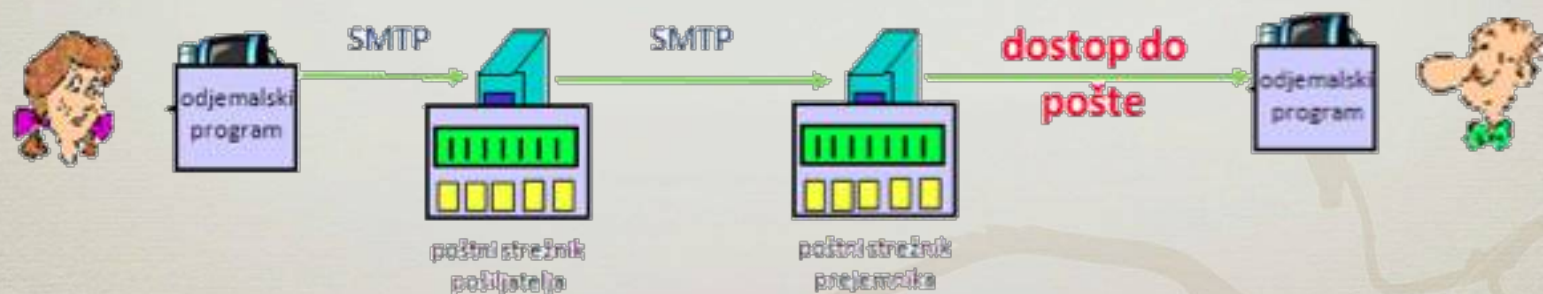 SMTP
SMTP
dostop do
pošte
odjemalski
program
odjemalski
program
poštni strežnik
pošiljatelja
poštni strežnik
prejemnika